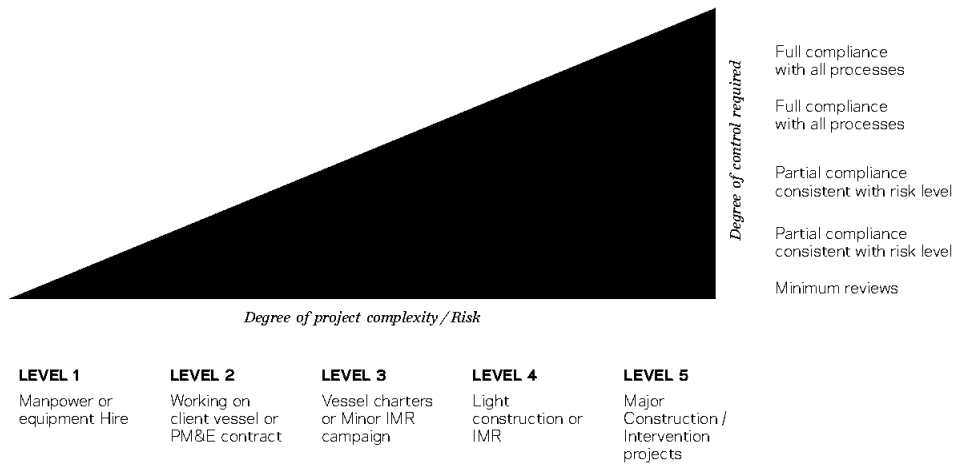 Full compliance
with all processes
Full compliance
with all processes
Partial compliance
consistent with risk level
Partial compliance
consistent with risk level
Minimum reviews
Degree of control required
Degree of project complexity / Risk
LEVEL 1
Manpower or
equipment Hire
LEVEL 2
Working on
client vessel or
PM&E contract
LEVEL 3
Vessel charters
or Minor IMR
campaign
LEVEL 4
Light
construction or
IMR
LEVEL 5
Major
Construction /
Intervention
projects